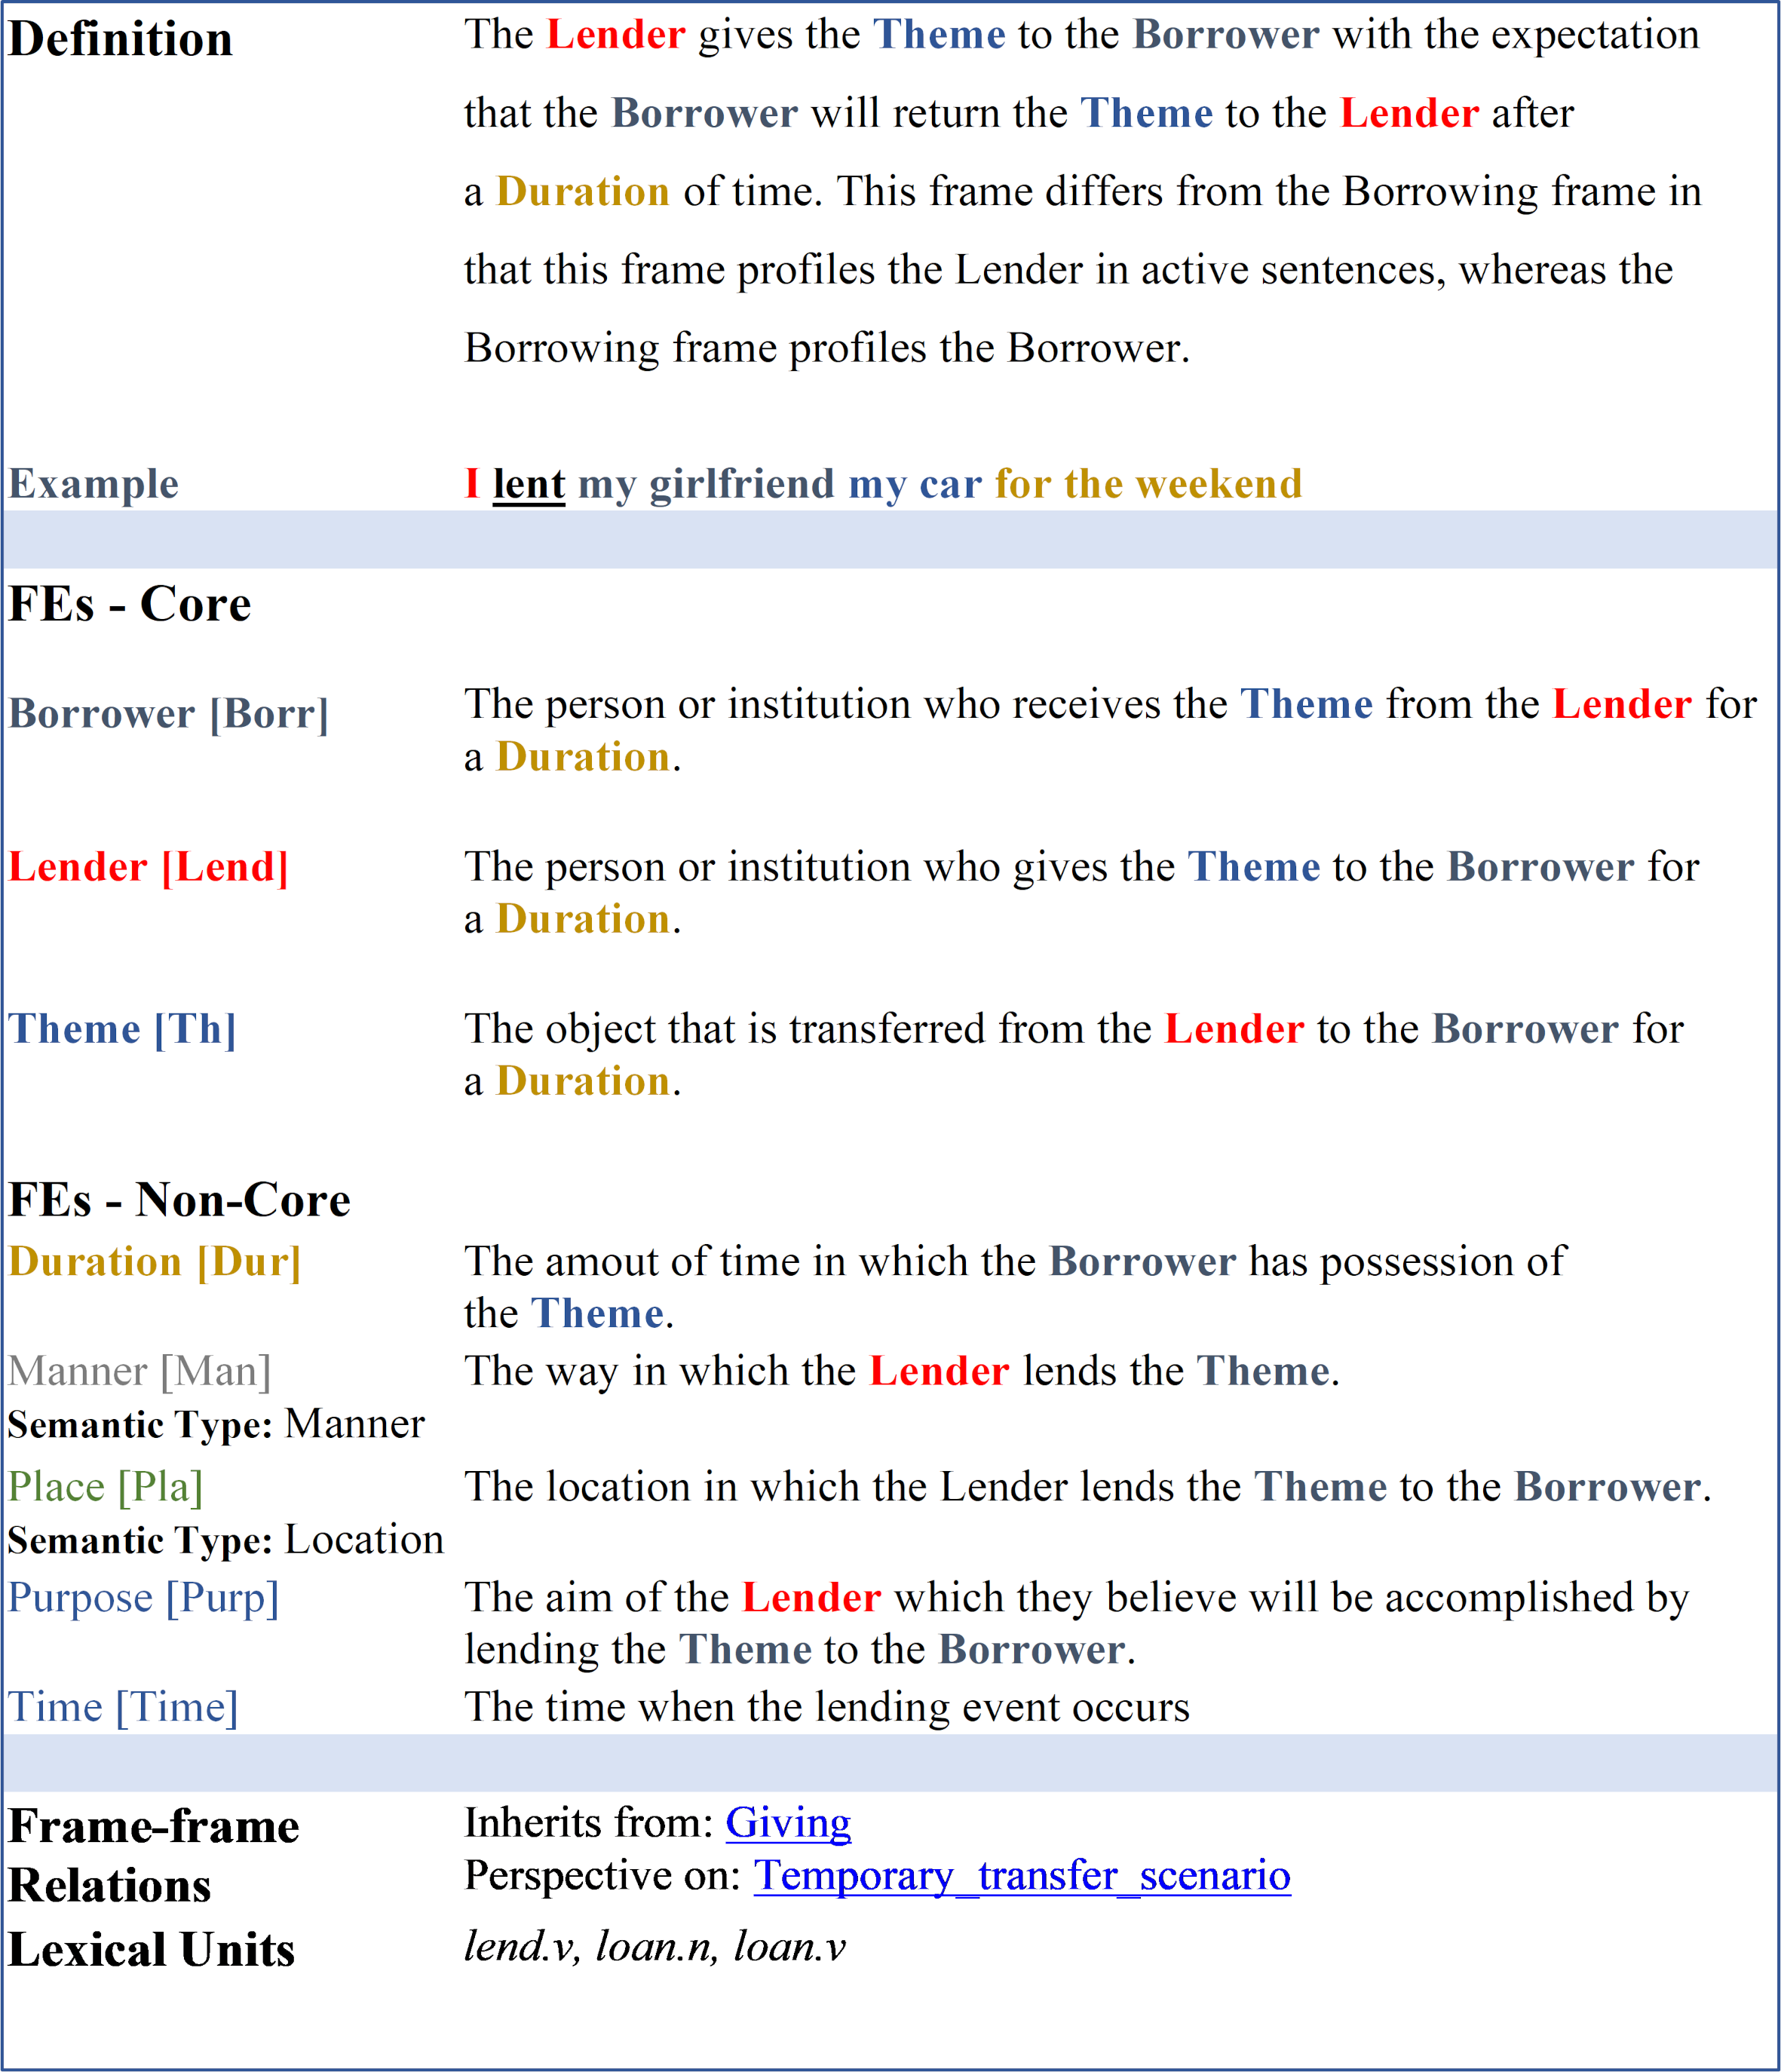 Definition
The Lender gives the Theme to the Borrower with the expectation
that the Borrower will return the Theme to the Lender after
a Duration of time. This frame differs from the Borrowing frame in
that this frame profiles the Lender in active sentences, whereas the
Borrowing frame profiles the Borrower.
Example
I lent my girlfriend my car for the weekend
FEs - Core
Borrower [Borr]
The person or institution who receives the Theme from the Lender for
a Duration.
Lender [Lend]
The person or institution who gives the Theme to the Borrower for
a Duration.
Theme [Th]
The object that is transferred from the Lender to the Borrower for
a Duration.
FEs - Non-Core
Duration [Dur]
The amout of time in which the Borrower has possession of
the Theme.
Manner [Man]
The way in which the Lender lends the Theme.
Semantic Type: Manner
Place [Pla]
The location in which the Lender lends the Theme to the Borrower.
Semantic Type: Location
Purpose [Purp]
The aim of the Lender which they believe will be accomplished by
lending the Theme to the Borrower.
Time [Time]
The time when the lending event occurs
Frame-frame
Relations
Inherits from: Giving
Perspective on: Temporary_transfer_scenario
Lexical Units
lend.v, loan.n, loan.v